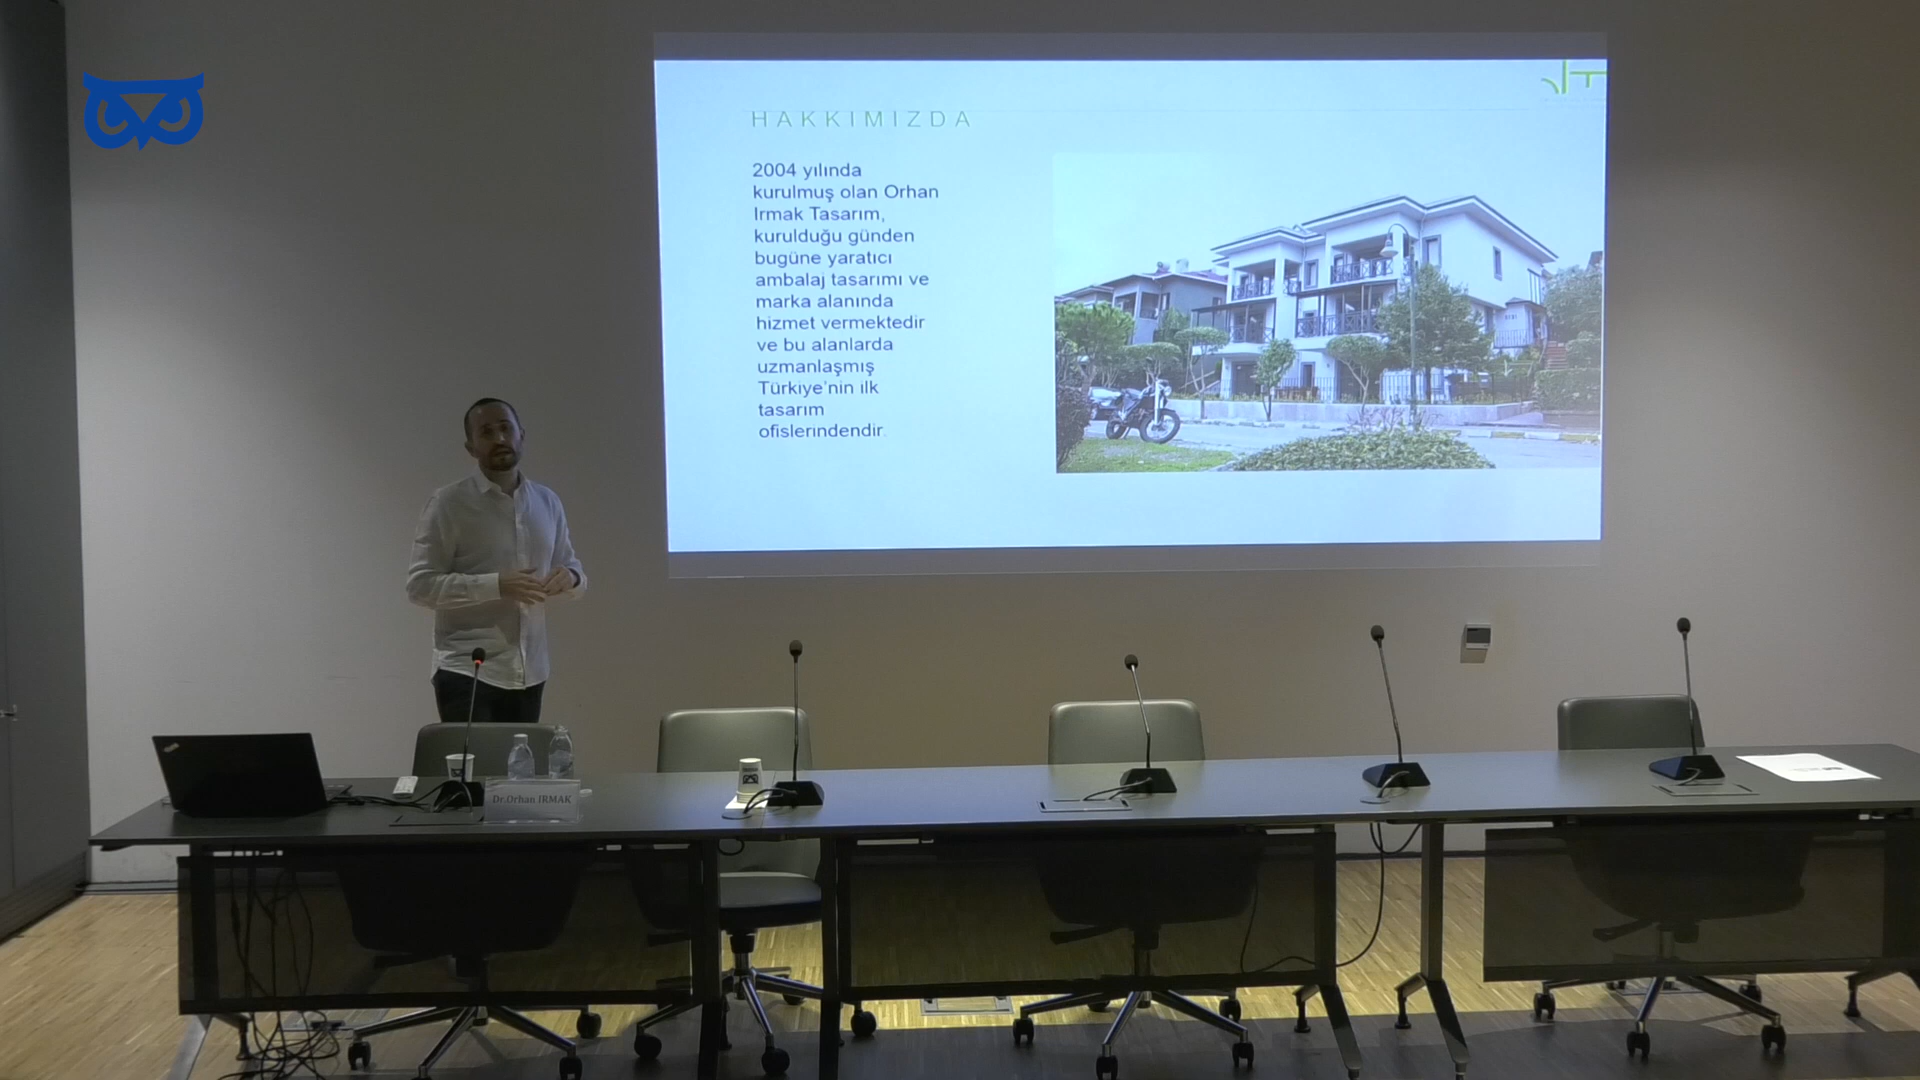 HAKKIMIZDA
2004 yılında
kurulmuş olan Orhan
Irmak Tasarım,
kurulduğu günden
bugüne yaratıcı
ambalaj tasarımı ve
marka alanında
hizmet vermektedir
ve bu alanlarda
uzmanlaşmış
Türkiye'nin ilk
tasarım
ofislerindendir.
Dr.Orhan IRMAK